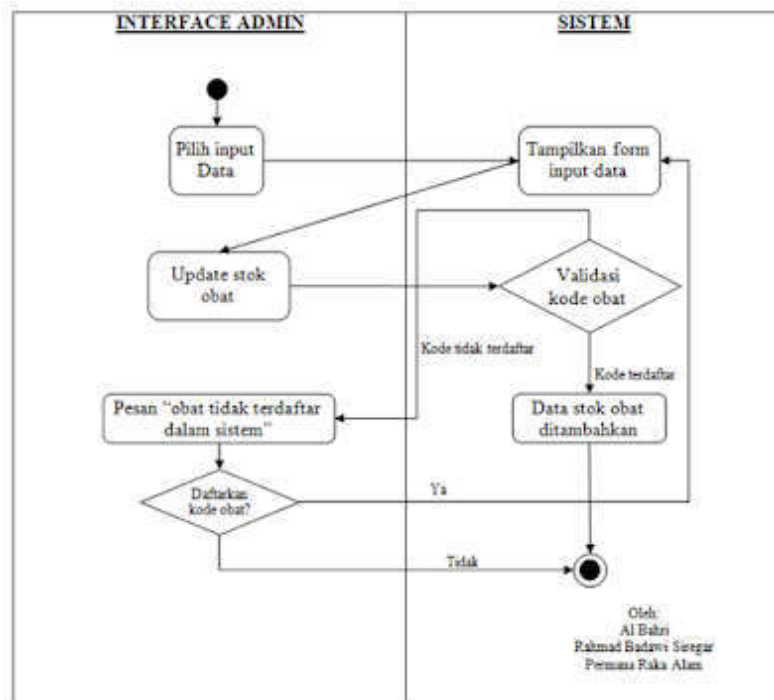 INTERFACE ADMIN
SISTEM
Pilih input
Data
Tampilkan form
input data
Update stok
obat
Validasi
kode obat
Kode tidak terdaftar
Kode terdaftar
Pesan “obat tidak terdaftar
dalam sistem”
Data stok obat
ditambahkan
Daftarkan
kode obat?
Ya
Tidak
Oleh:
Al Bahri
Rahmad Badawi Siregar
Permana Raka Alam